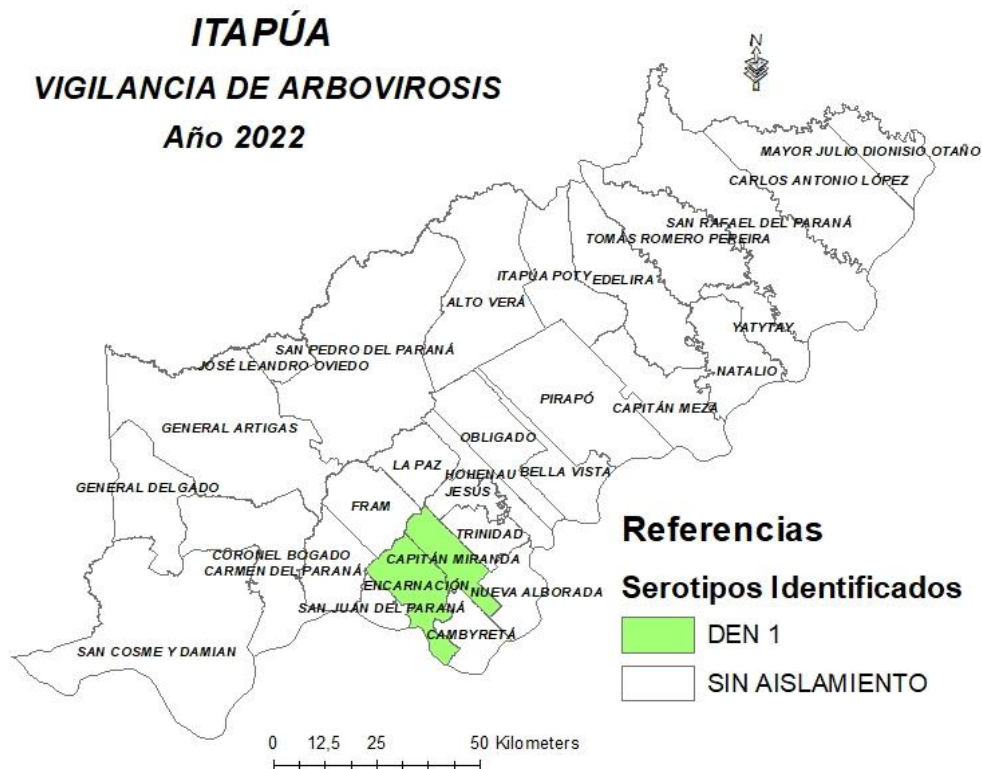 ITAPÚA
VIGILANCIA DE ARBOVIROSIS
Año 2022
N
MAYOR JULIO DIONISIO OTAÑO
CARLOS ANTONIO LÓPEZ
SAN RAFAEL DEL PARANÁ
TOMÁS ROMERO PEREIRA
ITAPÚA POTY
EDELIRA
ALTO VERÁ
YATYTAY
SAN PEDRO DEL PARANÁ
JOSÉ LEANDRO OVIEDO
NATALIO
PIRAPÓ
CAPITÁN MEZA
GENERAL ARTIGAS
OBLIGADO
LA PAZ
HOHENAU
BELLA VISTA
JESÚS
GENERAL DELGADO
FRAM
TRINIDAD
CORONEL BOGADO
CAPITÁN MIRANDA
CARMEN DEL PARANÁ
ENCARNACIÓN
NUEVA ALBORADA
SAN JUAN DEL PARANÁ
CAMBYRETÁ
SAN COSME Y DAMIAN
Referencias
Serotipos Identificados
DEN 1
SIN AISLAMIENTO
0 12,5 25 50 Kilometers